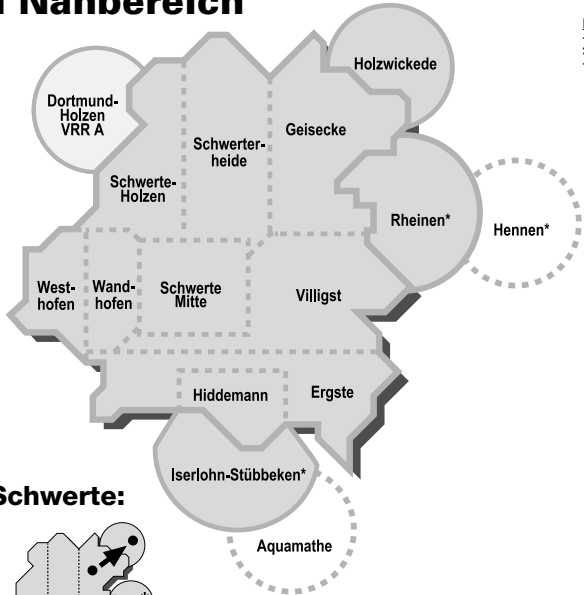 Nahbereich
Holzwickede
Dortmund-
Holzen
VRR A
Geisecke
Schwerter-
heide
Schwerte-
Holzen
Rheinen*
Hennen*
West-
hofen
Wand-
hofen
Schwerte
Mitte
Villigst
Hiddemann
Ergste
Iserlohn-Stübbeken*
Schwerte:
Aquamathe